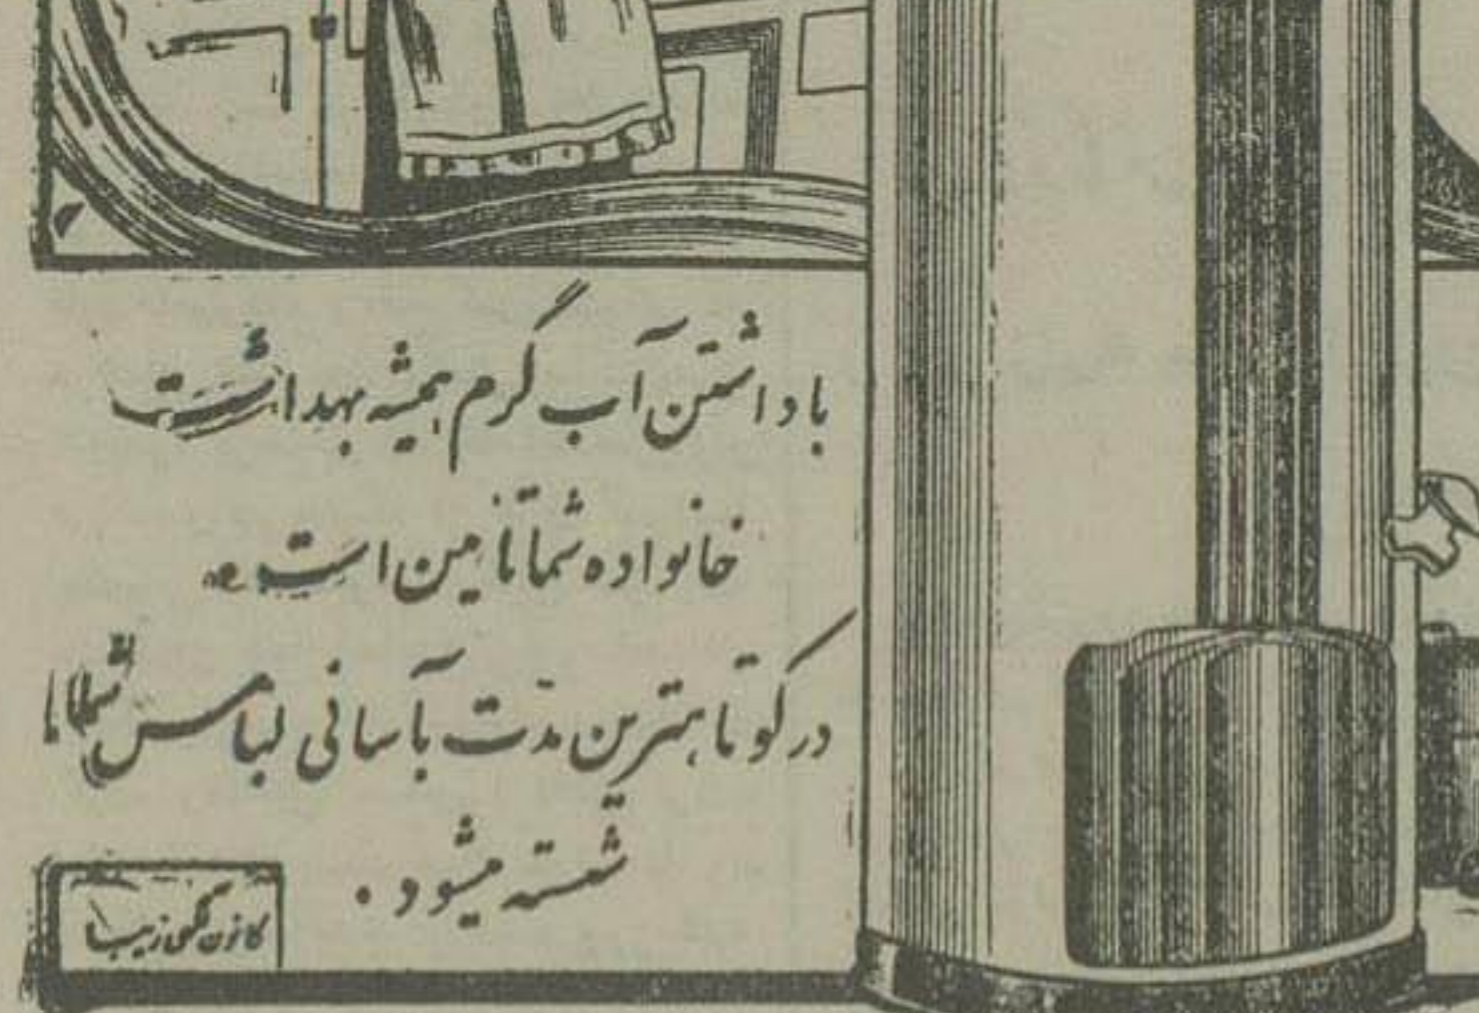 با داشتن آب گرم همیشه بهداشت
خانواده شما تامین است.
در کوتاهترین مدت بآسانی لباس شما
شسته میشود.
کانون آگهی زیبا